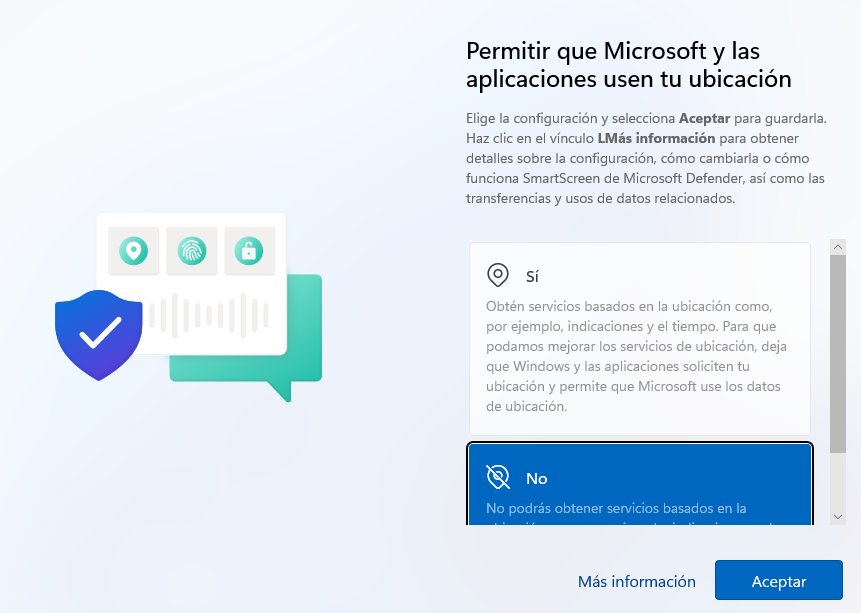 Permitir que Microsoft y las
aplicaciones usen tu ubicación
Elige la configuración y selecciona Aceptar para guardarla.
Haz clic en el vínculo LMás información para obtener
detalles sobre la configuración, cómo cambiarla o cómo
funciona SmartScreen de Microsoft Defender, así como las
transferencias y usos de datos relacionados.
Sí
Obtén servicios basados en la ubicación como,
por ejemplo, indicaciones y el tiempo. Para que
podamos mejorar los servicios de ubicación, deja
que Windows y las aplicaciones soliciten tu
ubicación y permite que Microsoft use los datos
de ubicación.
No
No podrás obtener servicios basados en la
Más información
Aceptar